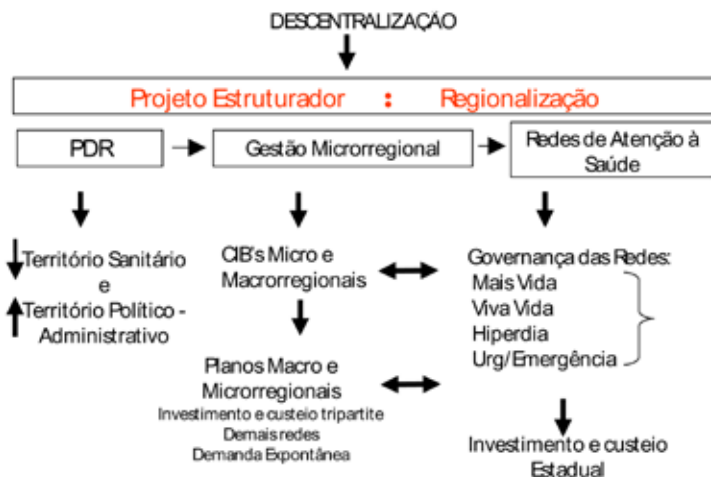 DESCENTRALIZAÇÃO
Projeto Estruturador : Regionalização
PDR
Gestão Microrregional
Redes de Atenção à
Saúde
Território Sanitário
e
Território Político -
Administrativo
CIB's Micro e
Macrorregionais
Planos Macro e
Microrregionais
Investimento e custeio tripartite
Demais redes
Demanda Expontânea
Governança das Redes:
Mais Vida
Viva Vida
Hiperdia
Urg/Emergência
Investimento e custeio
Estadual